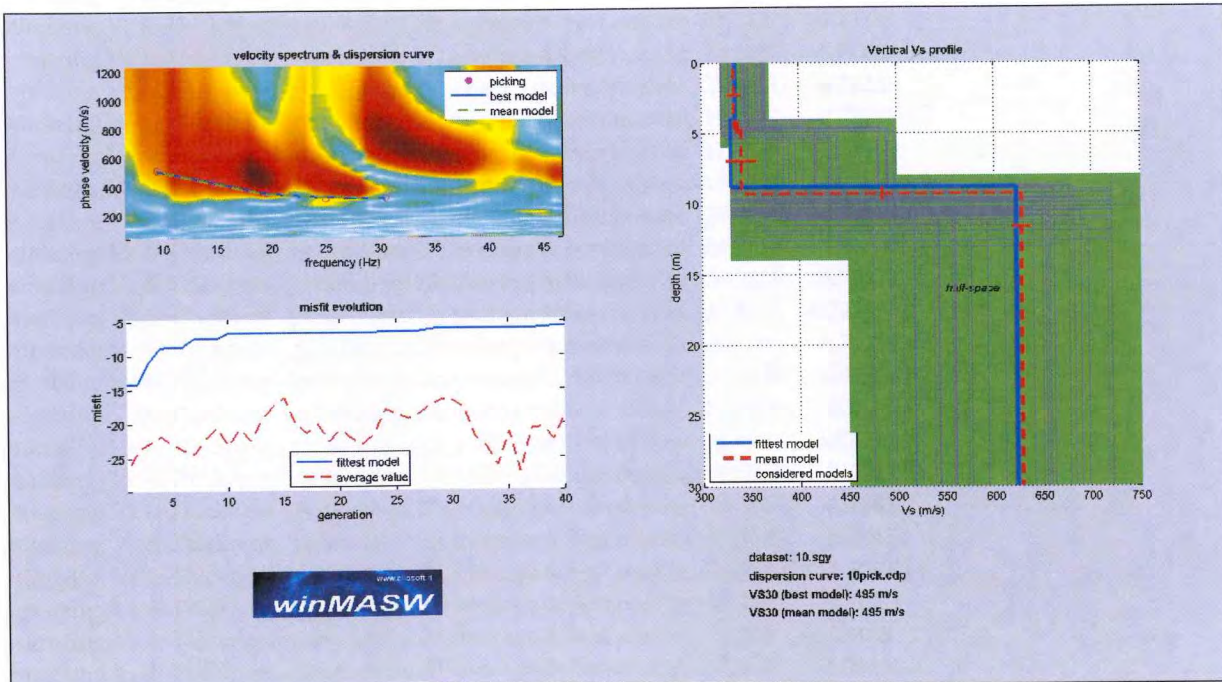 velocity spectrum & dispersion curve
1200
1000
800
600
400
200
phase velocity (m/s)
picking
best model
mean model
10
15
20
25
30
35
40
45
frequency (Hz)
misfit evolution
-5
-10
-15
-20
-25
misfit
fittest model
average value
5
10
15
20
25
30
35
40
generation
winMASW
Vertical Vs profile
0
5
10
15
20
25
30
depth (m)
half-space
fittest model
mean model
considered models
300
350
400
450
500
550
600
650
700
750
Vs (m/s)
dataset: 10.sgy
dispersion curve: 10pick.cdp
VS30 (best model): 495 m/s
VS30 (mean model): 495 m/s